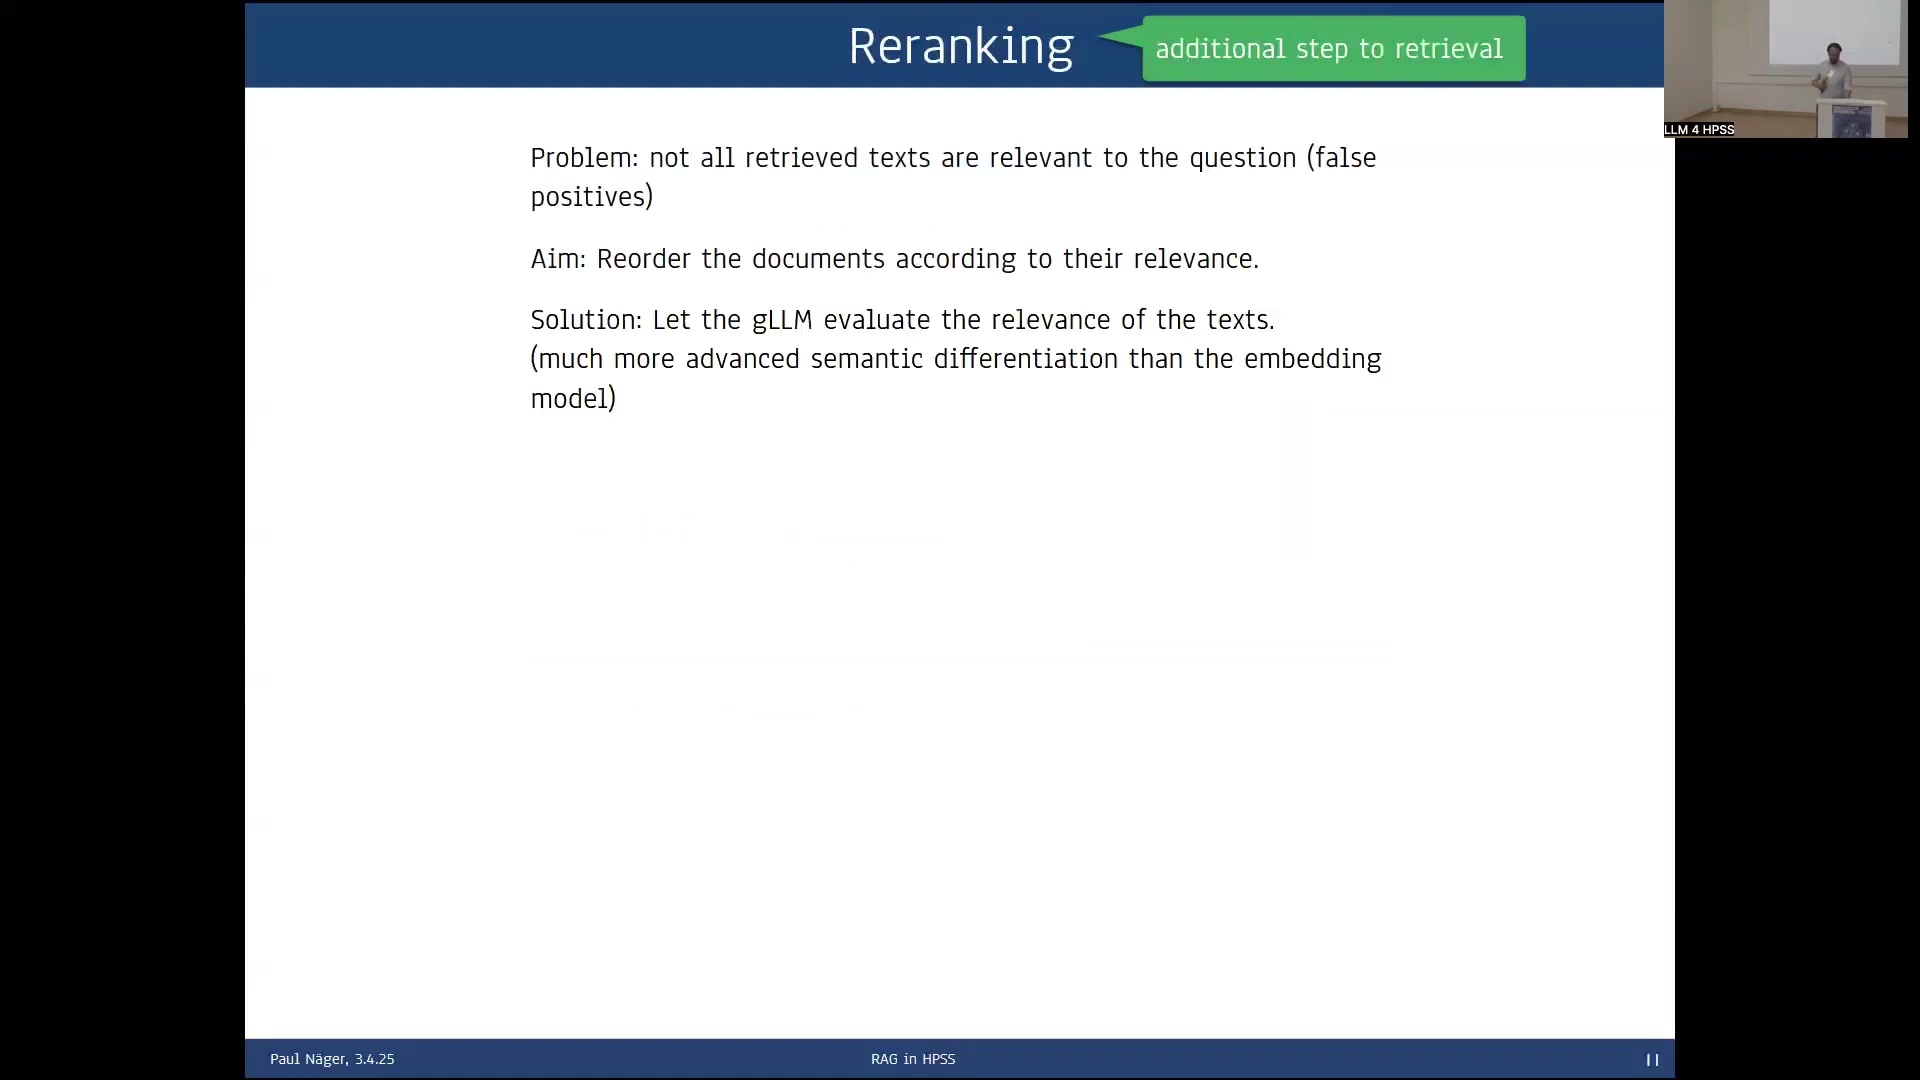 Reranking
additional step to retrieval
LLM 4 HPSS
Problem: not all retrieved texts are relevant to the question (false
positives)
Aim: Reorder the documents according to their relevance.
Solution: Let the gLLM evaluate the relevance of the texts.
(much more advanced semantic differentiation than the embedding
model)
Paul Näger, 3.4.25
RAG in HPSS
11